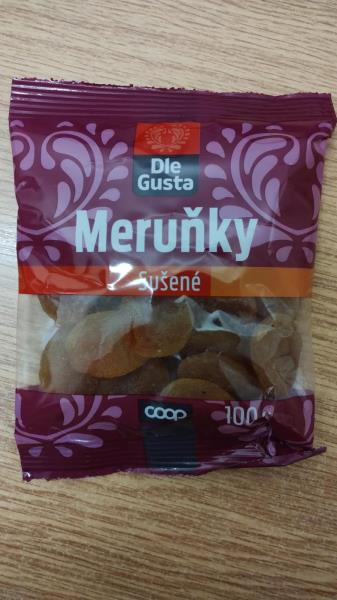 Dle
Gusta
Meruňky
Sušené
coop
100 g